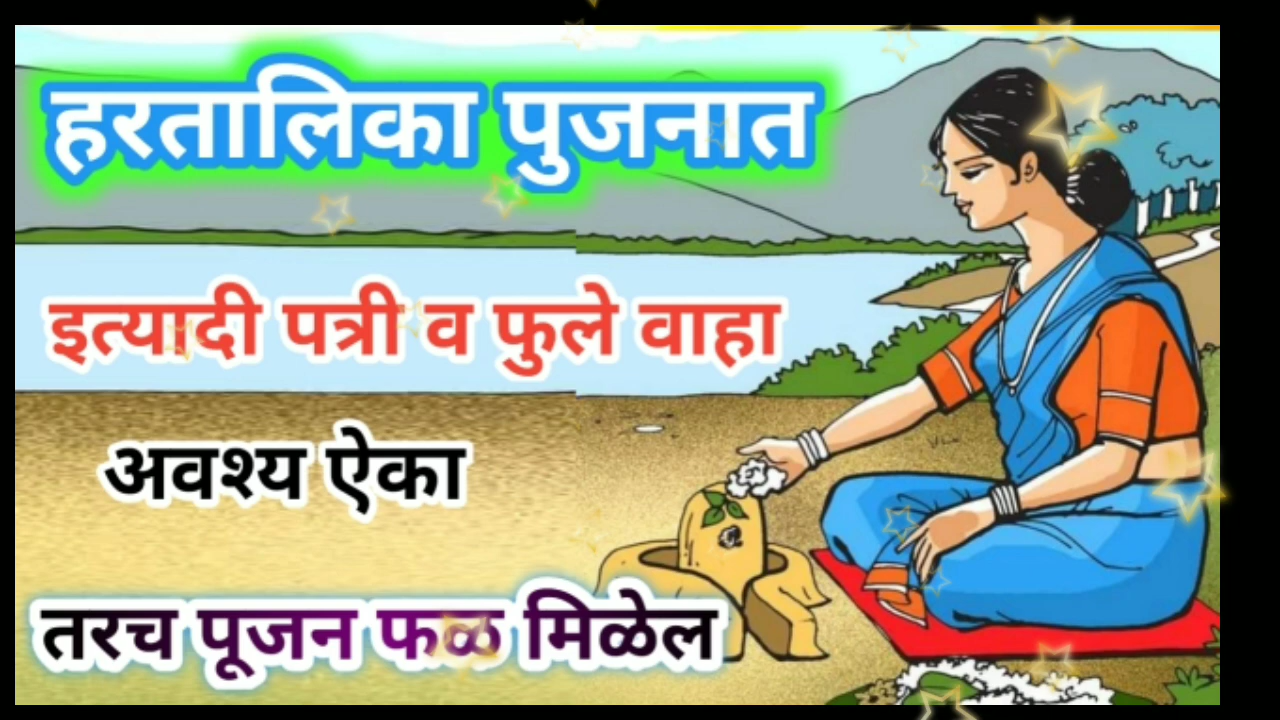 हरतालिका पुजनात
इत्यादी पत्री व फुले वाहा
अवश्य ऐका
तरच पूजन फळ मिळेल